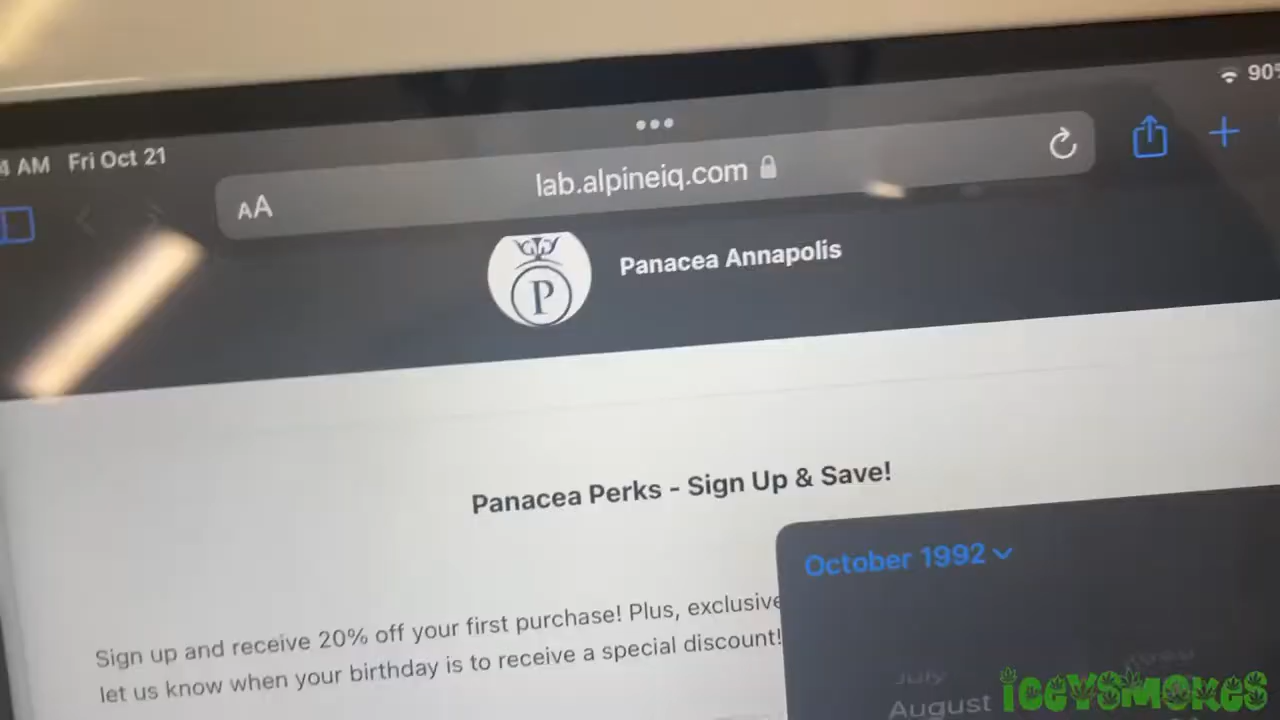 4 AM Fri Oct 21
90%
AA
lab.alpineiq.com
P
Panacea Annapolis
Panacea Perks - Sign Up & Save!
October 1992
Sign up and receive 20% off your first purchase! Plus, exclusive
let us know when your birthday is to receive a special discount!
July
August
ICEYSMOKES